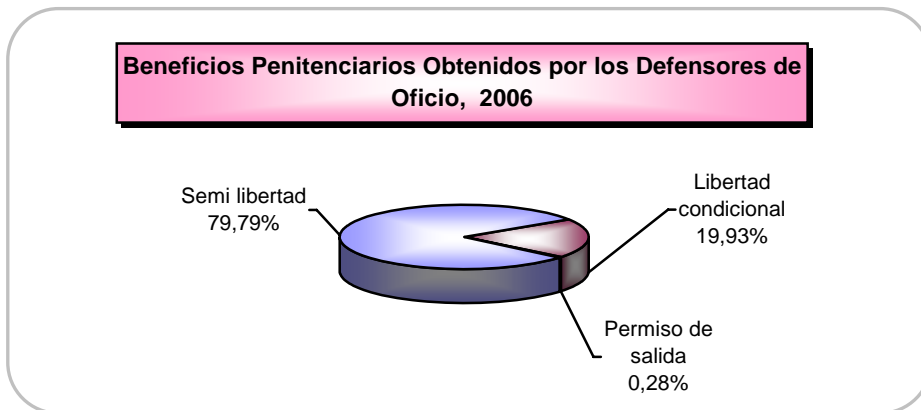 Beneficios Penitenciarios Obtenidos por los Defensores de
Oficio, 2006
Semi libertad
79,79%
Libertad
condicional
19,93%
Permiso de
salida
0,28%